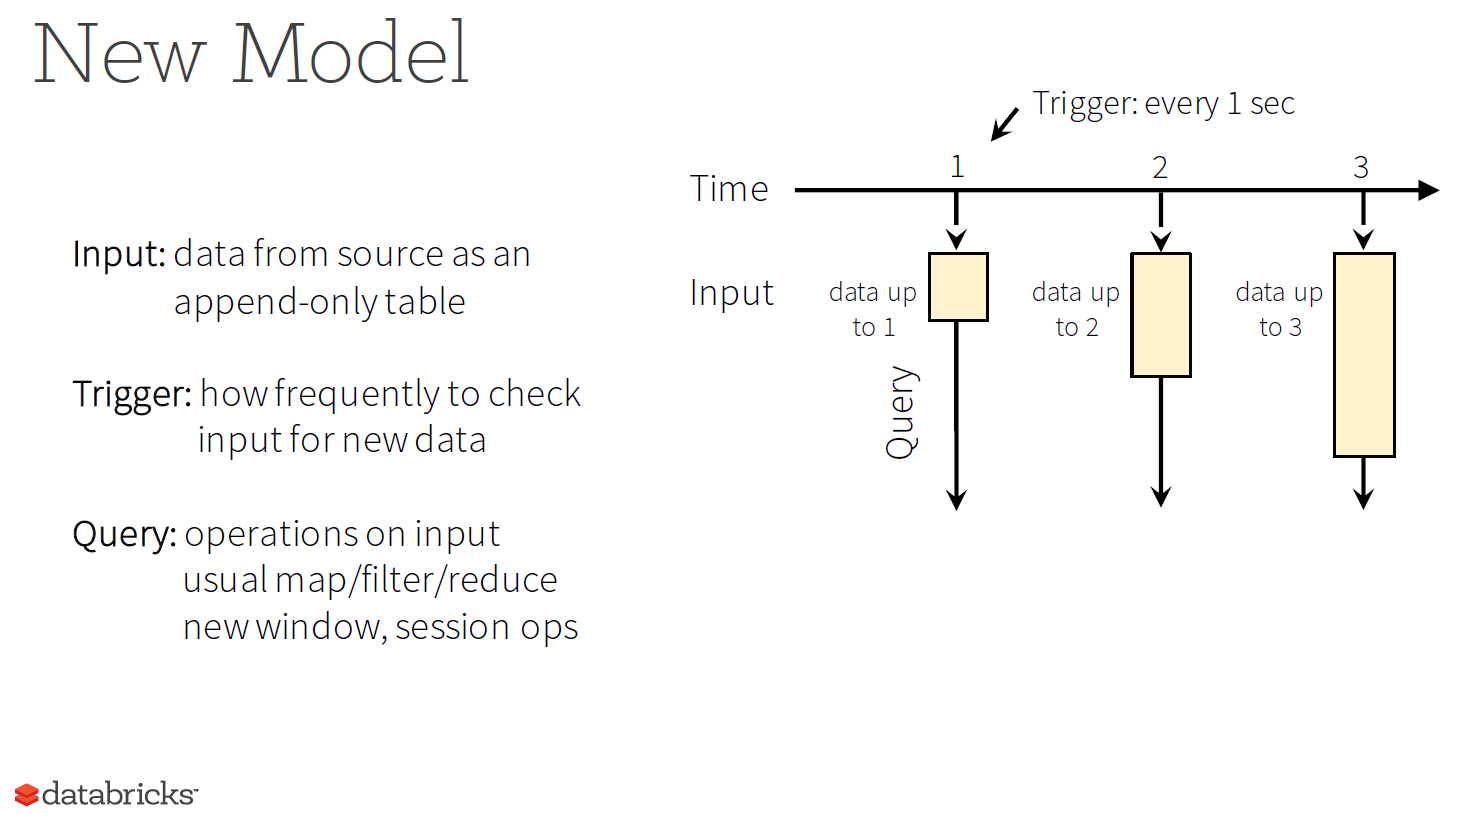 New Model
Input: data from source as an
append-only table
Trigger: how frequently to check
input for new data
Query: operations on input
usual map/filter/reduce
new window, session ops
Trigger: every 1 sec
1 2 3
Time
Input
data up
to 1
data up
to 2
data up
to 3
Query
databricks